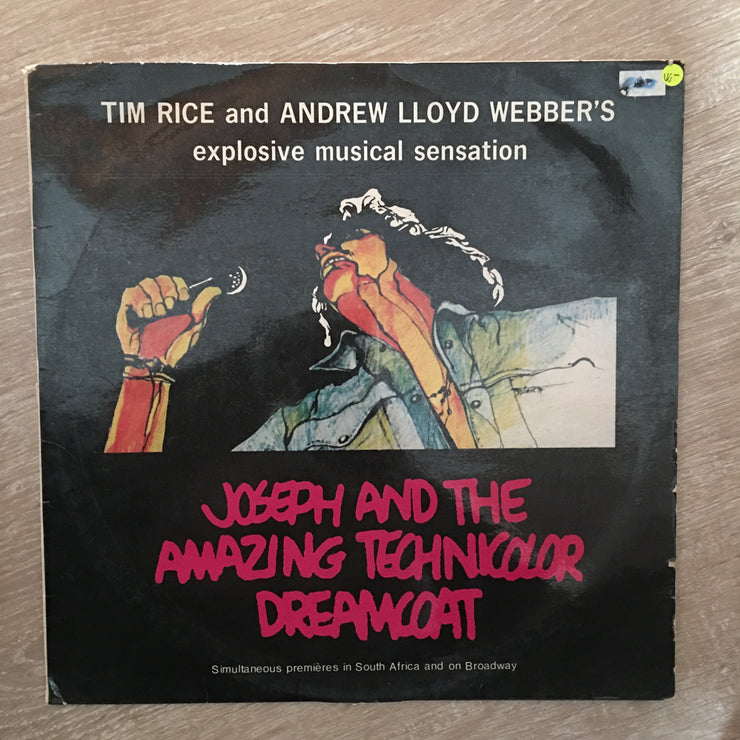 VG-
TIM RICE and ANDREW LLOYD WEBBER'S
explosive musical sensation
JOSEPH AND THE
AMAZING TECHNICOLOR
DREAMCOAT
Simultaneous premières in South Africa and on Broadway